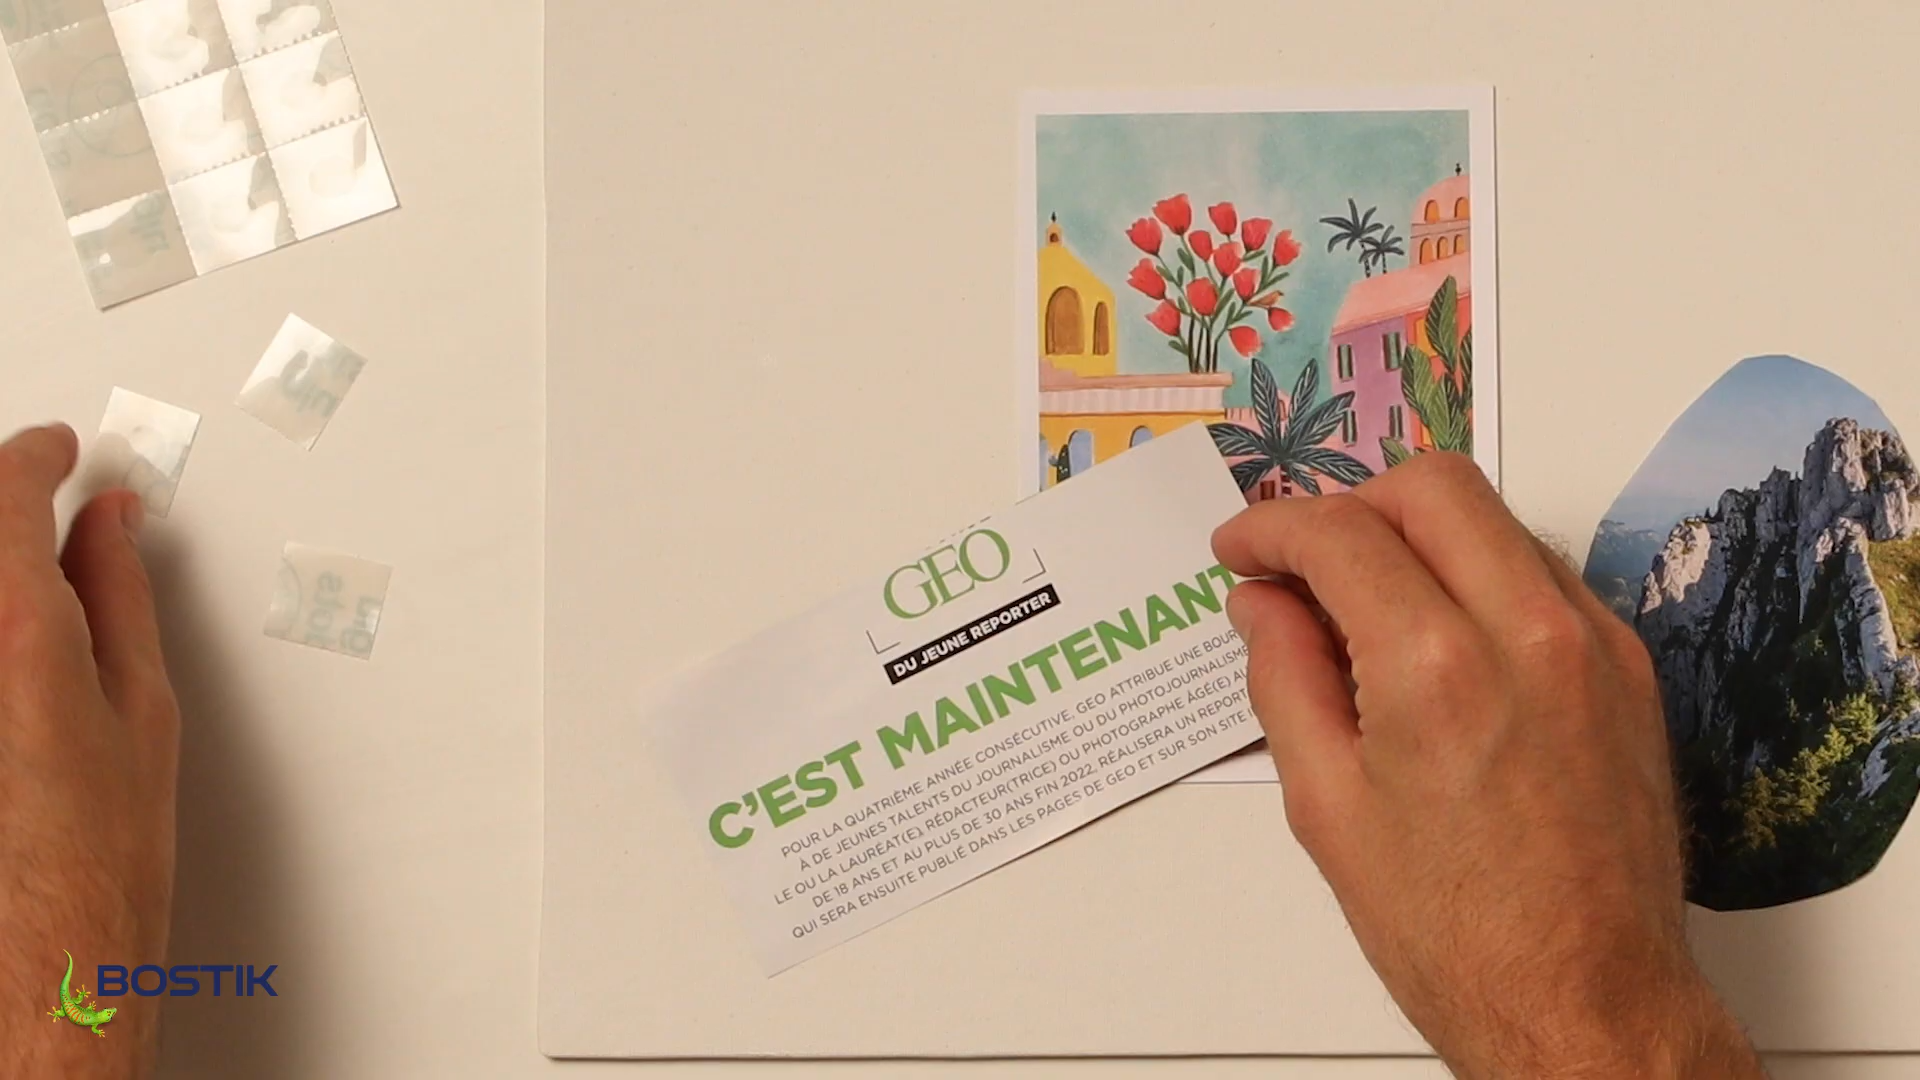 GEO
DU JEUNE REPORTER
C'EST MAINTENANT
POUR LA QUATRIÈME ANNÉE CONSÉCUTIVE, GEO ATTRIBUE UNE
À DE JEUNES TALENTS DU JOURNALISME OU DU PHOTOJOURNALISME
LE OU LA LAURÉAT(E), RÉDACTEUR(TRICE) OU PHOTOGRAPHE ÂGÉ(E) AU
DE 18 ANS ET AU PLUS DE 30 ANS FIN 2022, RÉALISERA UN
QUI SERA ENSUITE PUBLIÉ DANS LES PAGES DE GEO ET SUR SON SITE
BOSTIK